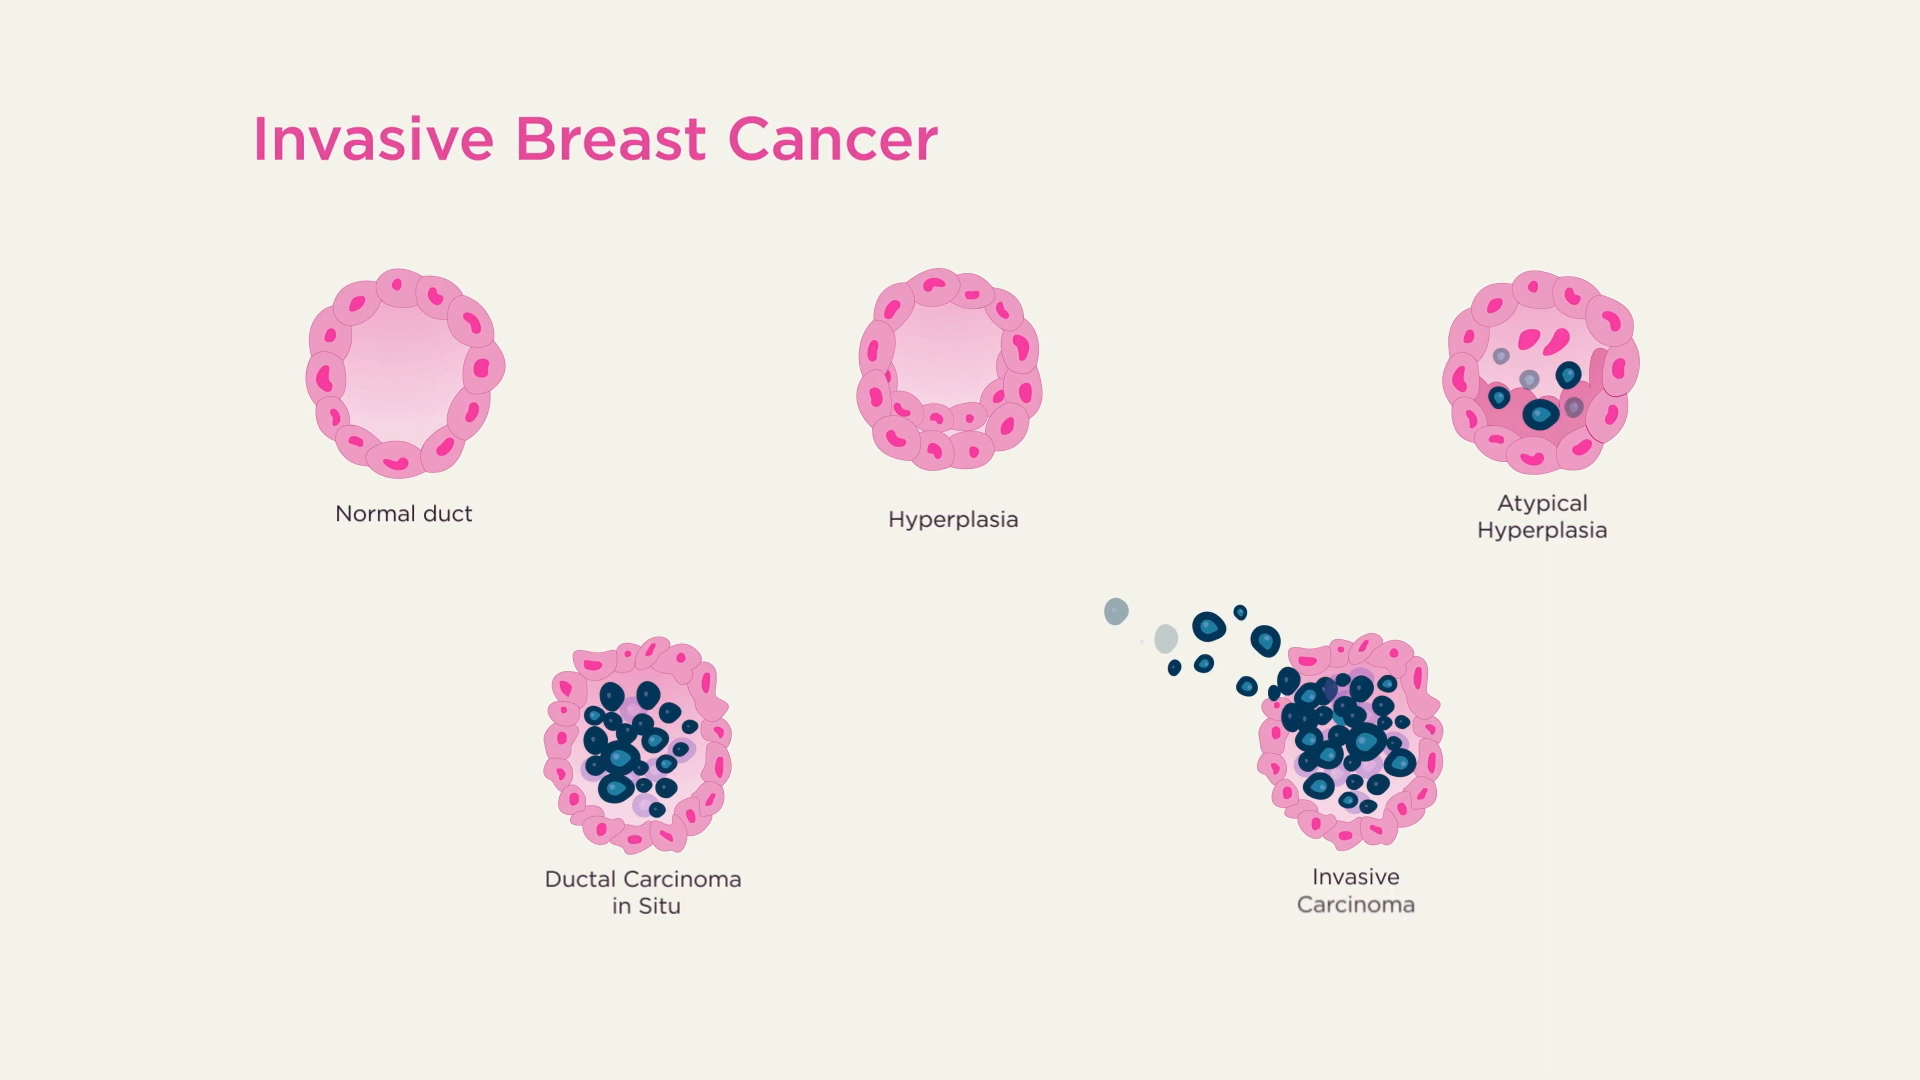 Invasive Breast Cancer
Normal duct
Hyperplasia
Atypical
Hyperplasia
Ductal Carcinoma
in Situ
Invasive
Carcinoma